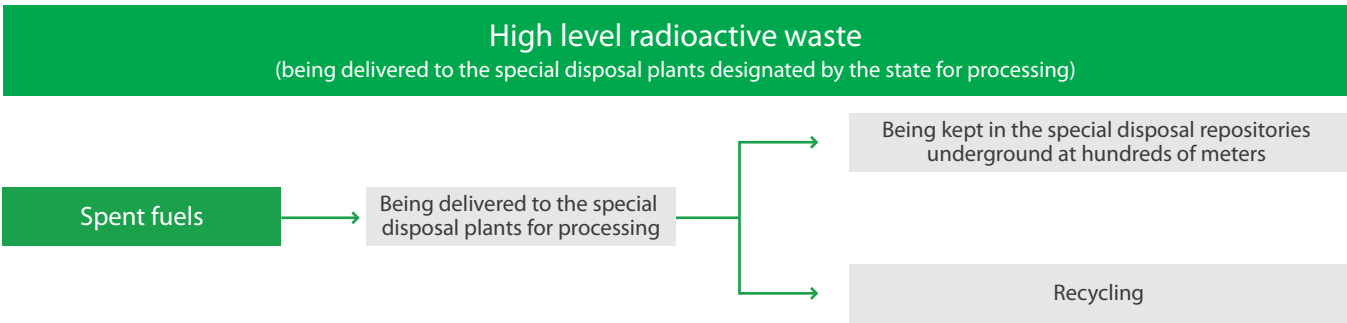 High level radioactive waste
(being delivered to the special disposal plants designated by the state for processing)
Spent fuels
Being delivered to the special
disposal plants for processing
Being kept in the special disposal repositories
underground at hundreds of meters
Recycling